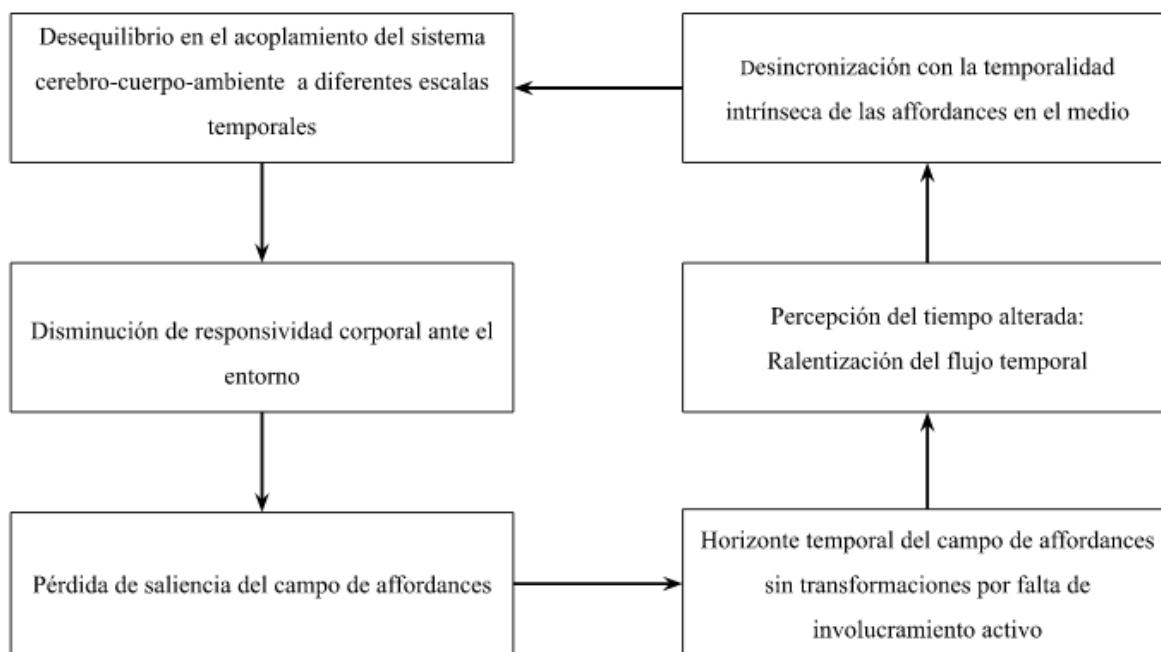 Desequilibrio en el acoplamiento del sistema
cerebro-cuerpo-ambiente a diferentes escalas
temporales
Disminución de responsividad corporal ante el
entorno
Pérdida de saliencia del campo de affordances
Horizonte temporal del campo de affordances
sin transformaciones por falta de
involucramiento activo
Percepción del tiempo alterada:
Ralentización del flujo temporal
Desincronización con la temporalidad
intrínseca de las affordances en el medio